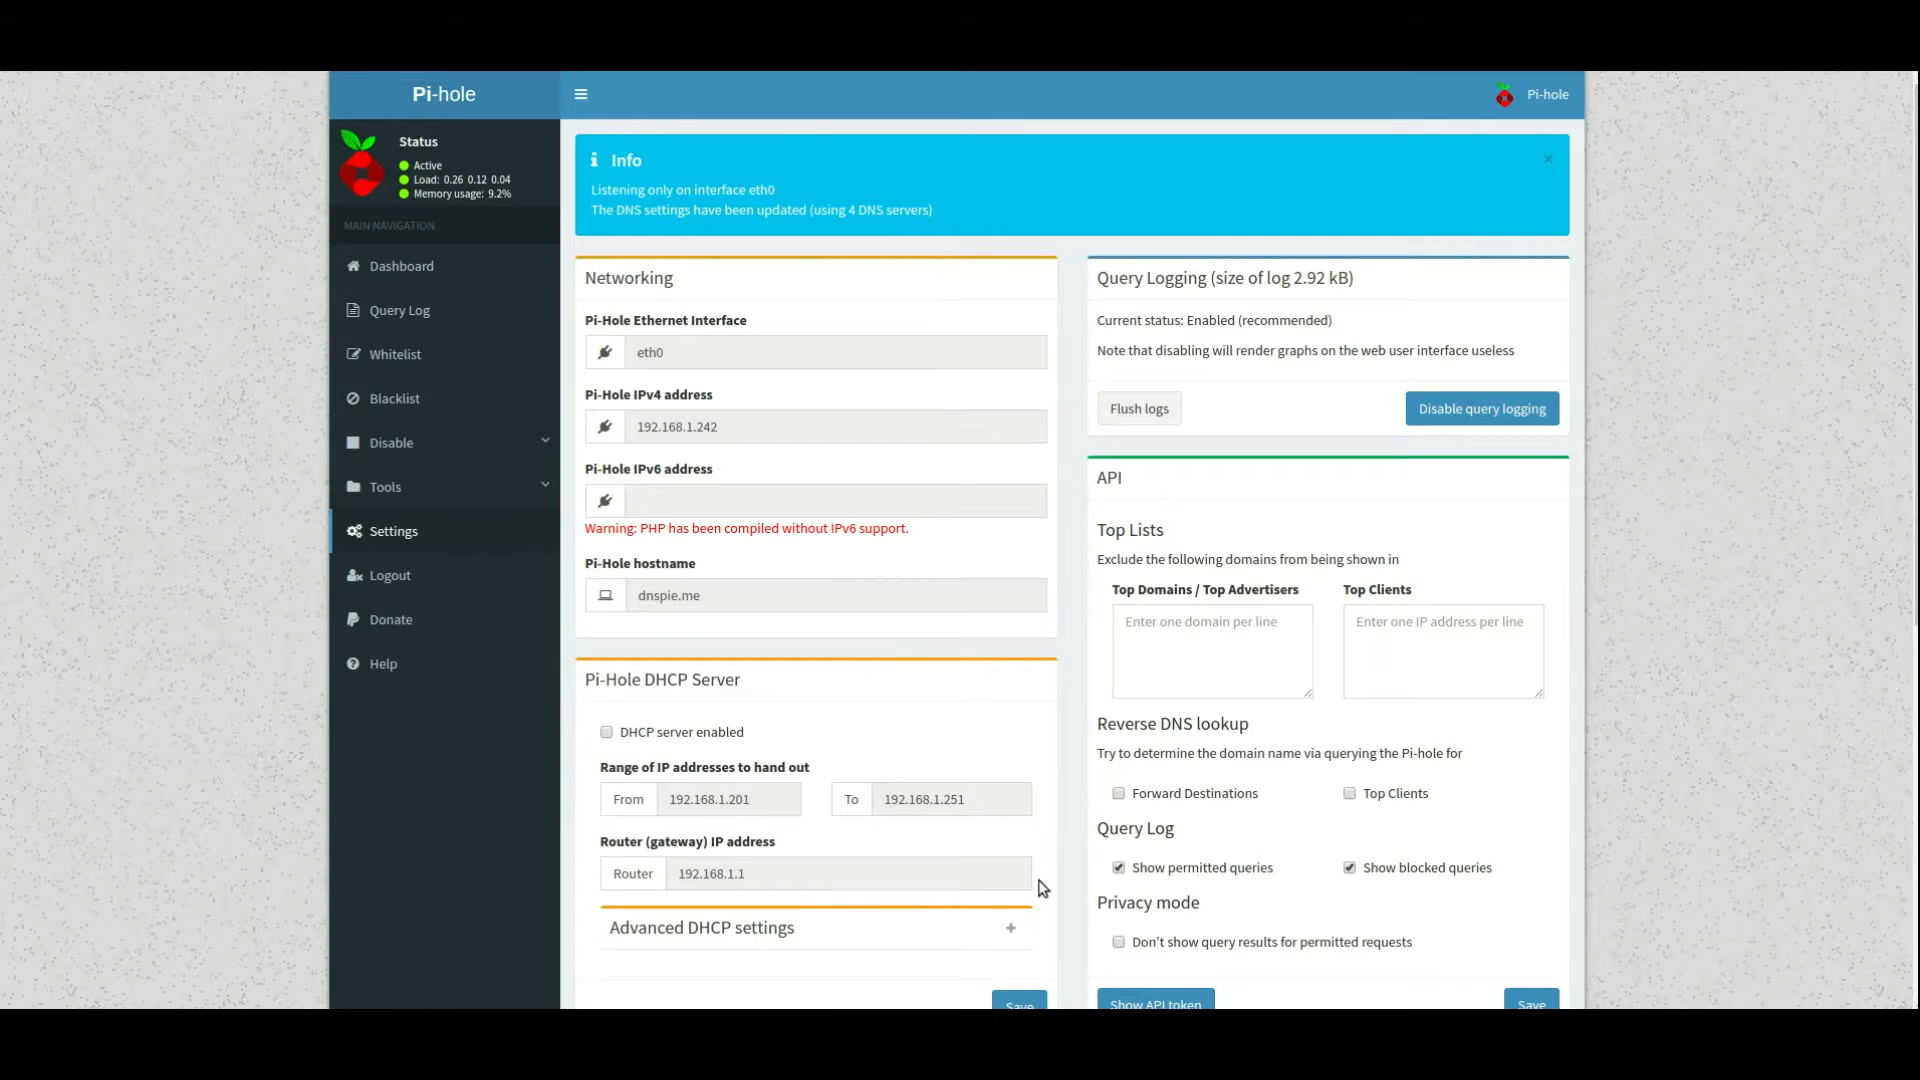 Pi-hole
Pi-hole
Status
Active
Load: 0.26 0.12 0.04
Memory usage: 9.2%
MAIN NAVIGATION
Dashboard
Query Log
Whitelist
Blacklist
Disable
Tools
Settings
Logout
Donate
Help
Info
×
Listening only on interface eth0
The DNS settings have been updated (using 4 DNS servers)
Networking
Pi-Hole Ethernet Interface
eth0
Pi-Hole IPv4 address
192.168.1.242
Pi-Hole IPv6 address
Warning: PHP has been compiled without IPv6 support.
Pi-Hole hostname
dnspie.me
Pi-Hole DHCP Server
DHCP server enabled
Range of IP addresses to hand out
From 192.168.1.201 To 192.168.1.251
Router (gateway) IP address
Router 192.168.1.1
Advanced DHCP settings +
Save
Query Logging (size of log 2.92 kB)
Current status: Enabled (recommended)
Note that disabling will render graphs on the web user interface useless
Flush logs Disable query logging
API
Top Lists
Exclude the following domains from being shown in
Top Domains / Top Advertisers Top Clients
Enter one domain per line Enter one IP address per line
Reverse DNS lookup
Try to determine the domain name via querying the Pi-hole for
Forward Destinations Top Clients
Query Log
Show permitted queries Show blocked queries
Privacy mode
Don't show query results for permitted requests
Show API token Save